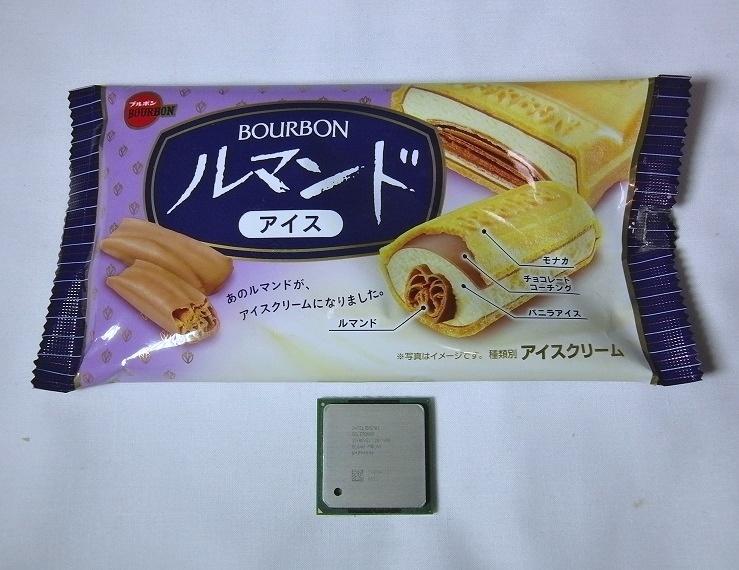 ブルボン
BOURBON
BOURBON
ルマンド
アイス
あのルマンドが、
アイスクリームになりました。
モナカ
チョコレート
コーチング
バニラアイス
ルマンド
※写真はイメージです。 種類別 アイスクリーム